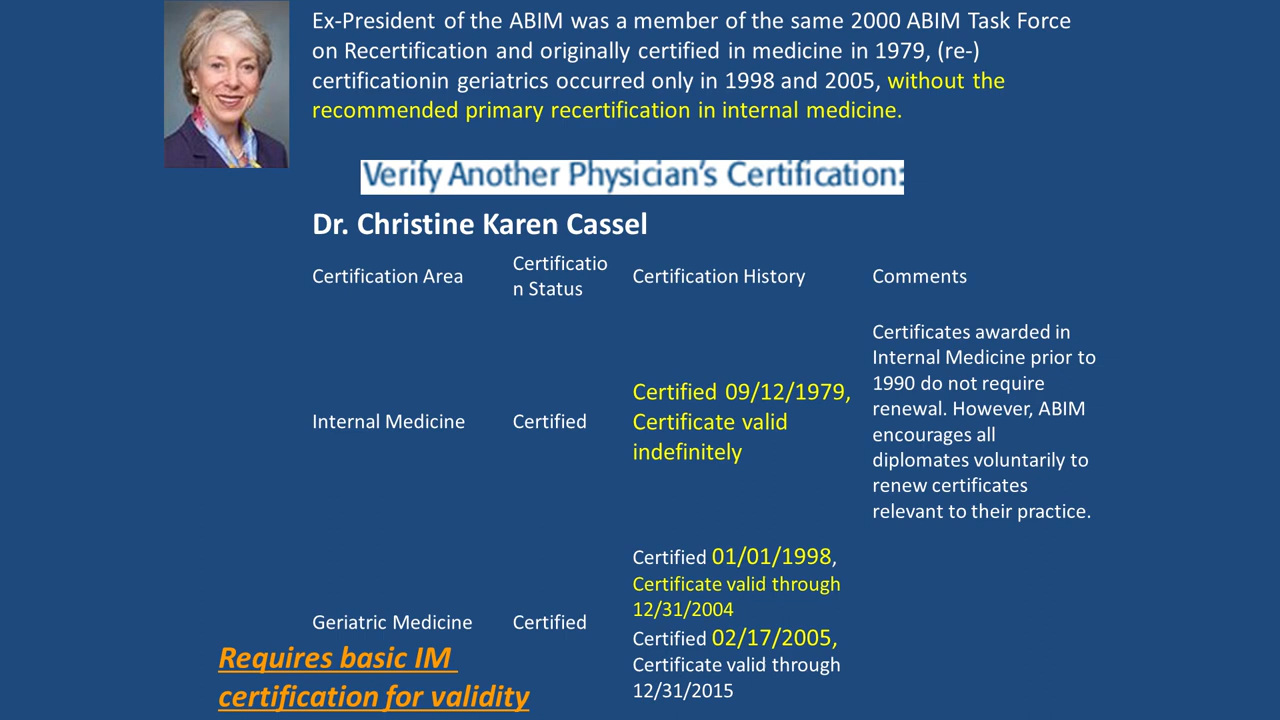 Ex-President of the ABIM was a member of the same 2000 ABIM Task Force
on Recertification and originally certified in medicine in 1979, (re-)
certificationin geriatrics occurred only in 1998 and 2005, without the
recommended primary recertification in internal medicine.
Verify Another Physician's Certification:
Dr. Christine Karen Cassel
Certification Area
Certificatio
n Status
Certification History
Comments
Internal Medicine
Certified
Certified 09/12/1979,
Certificate valid
indefinitely
Certificates awarded in
Internal Medicine prior to
1990 do not require
renewal. However, ABIM
encourages all
diplomates voluntarily to
renew certificates
relevant to their practice.
Geriatric Medicine
Certified
Certified 01/01/1998,
Certificate valid through
12/31/2004
Certified 02/17/2005,
Certificate valid through
12/31/2015
Requires basic IM
certification for validity